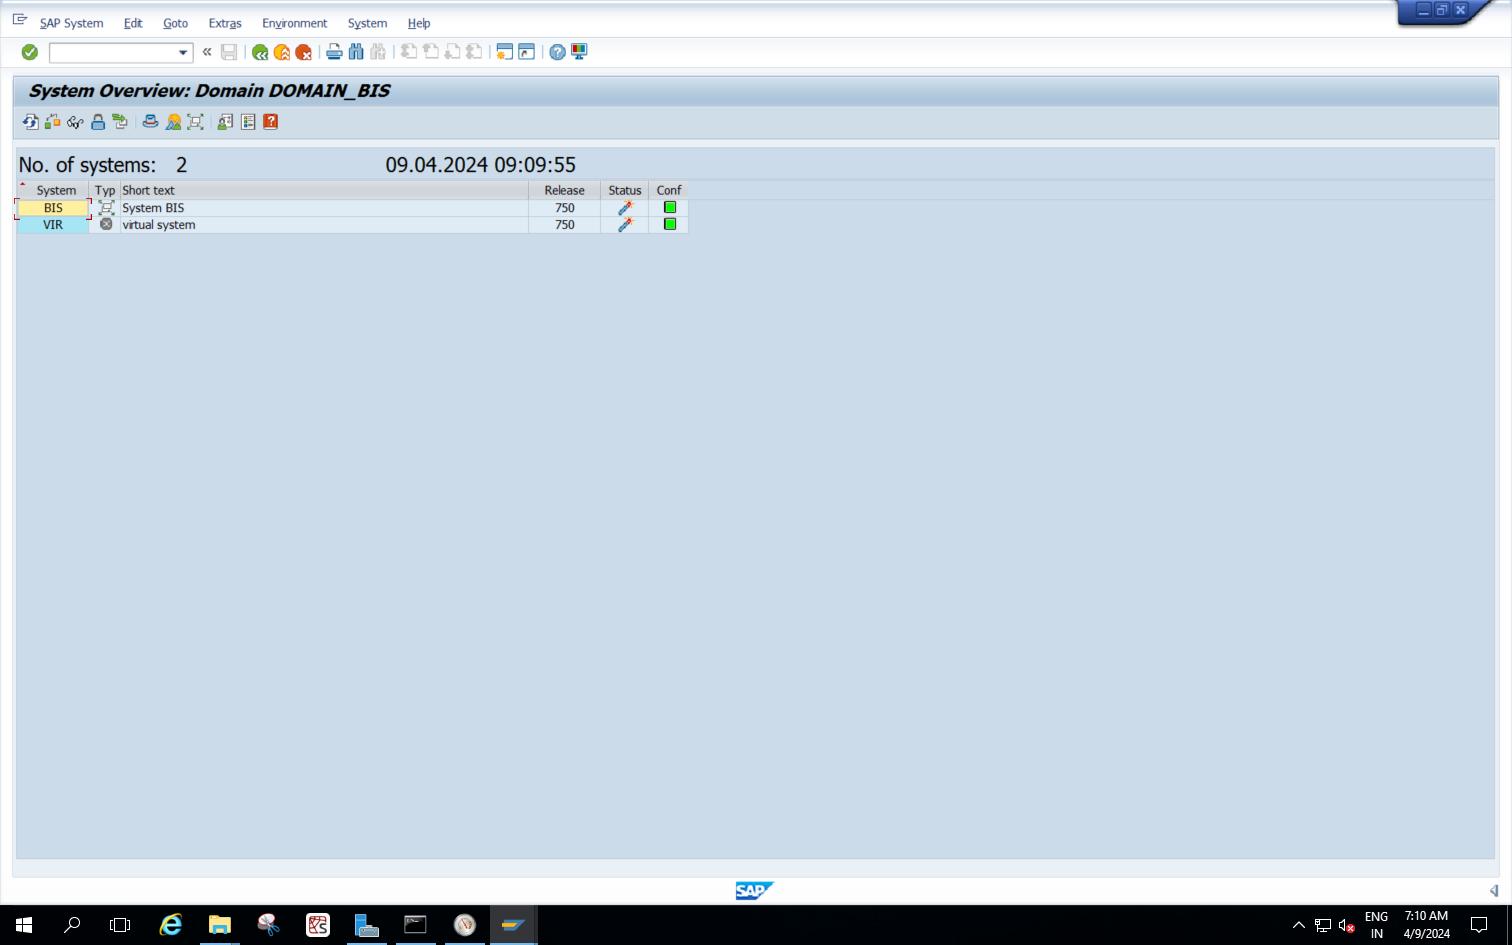 SAP System Edit Goto Extras Environment System Help
System Overview: Domain DOMAIN_BIS
No. of systems: 2 09.04.2024 09:09:55
System Typ Short text Release Status Conf
BIS System BIS 750
VIR virtual system 750
SAP
ENG 7:10 AM
IN 4/9/2024